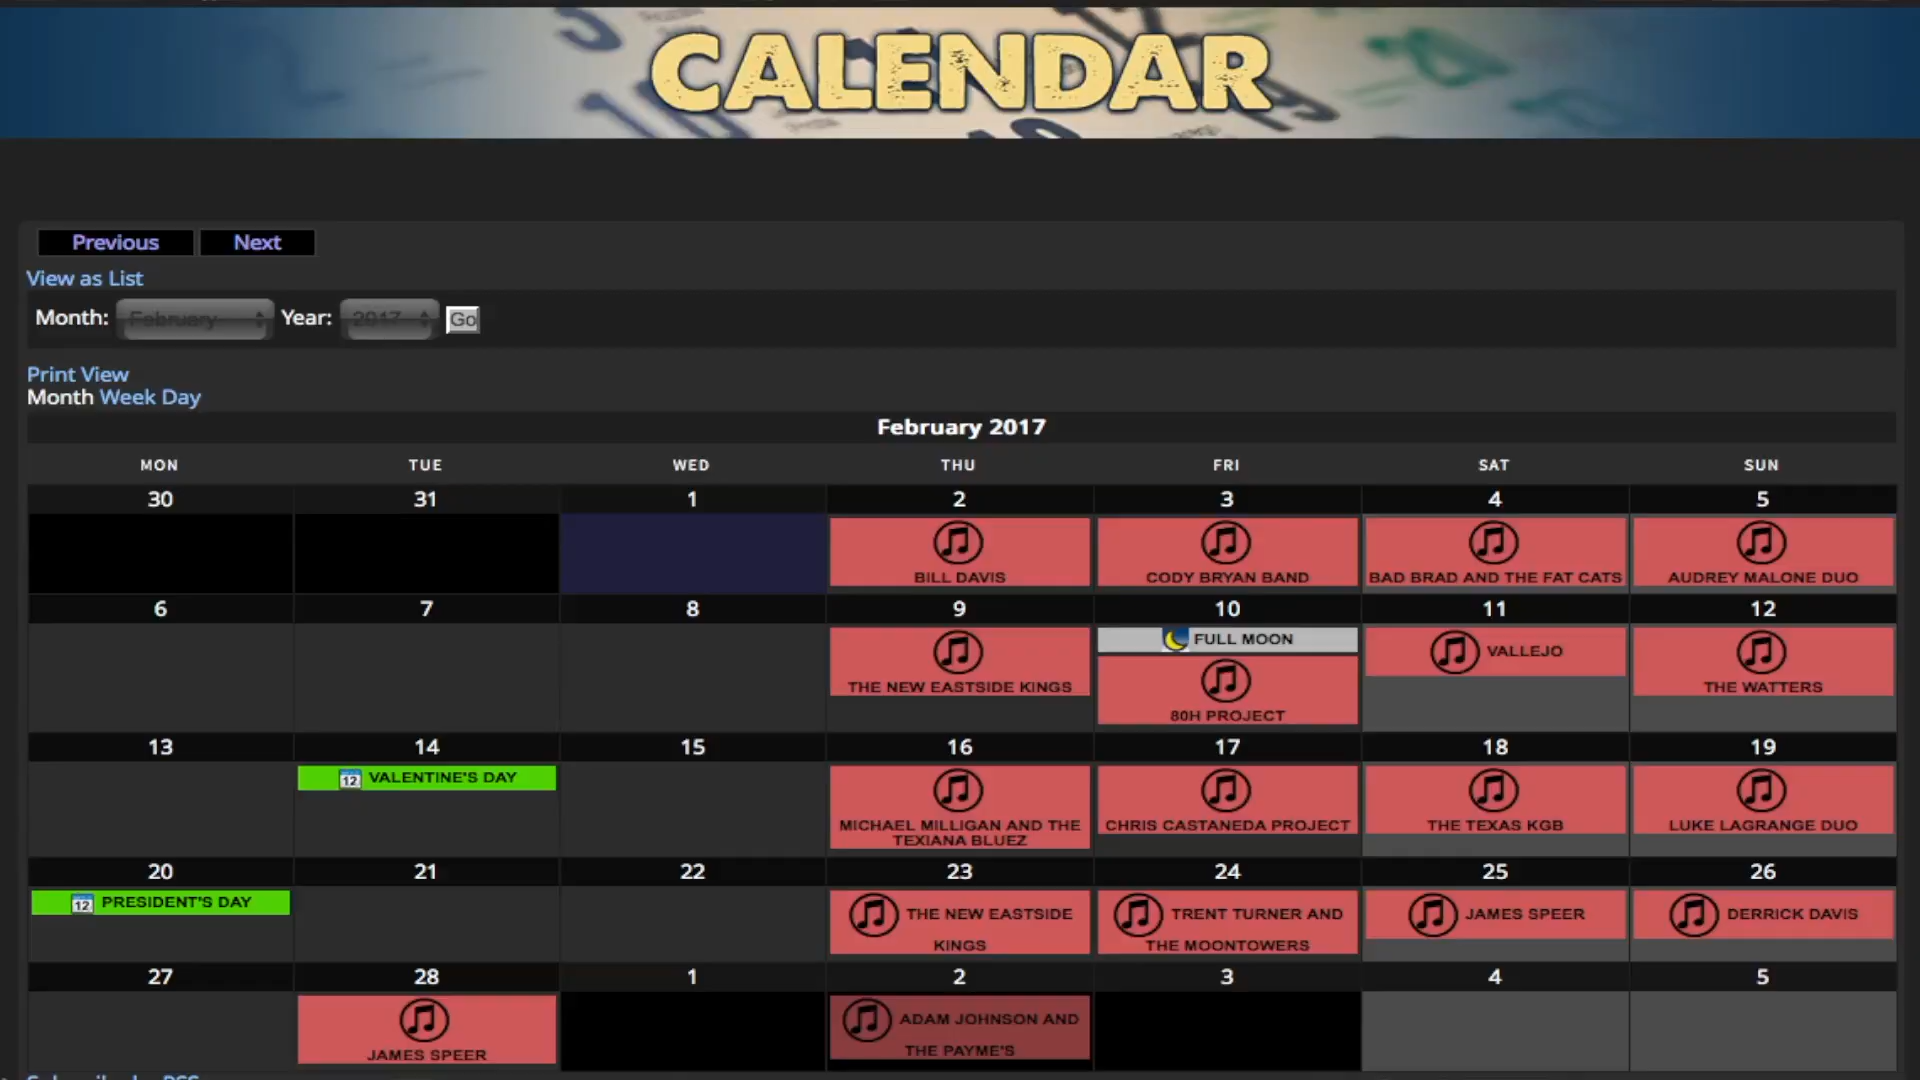 CALENDAR
Previous Next
View as List
Month: February Year: 2017 Go
Print View
Month Week Day
February 2017
MON TUE WED THU FRI SAT SUN
30 31 1 2 3 4 5
BILL DAVIS CODY BRYAN BAND BAD BRAD AND THE FAT CATS AUDREY MALONE DUO
6 7 8 9 10 11 12
THE NEW EASTSIDE KINGS
FULL MOON
80H PROJECT
VALLEJO
THE WATTERS
13 14 15 16 17 18 19
12 VALENTINE'S DAY
MICHAEL MILLIGAN AND THE
TEXIANA BLUEZ
CHRIS CASTANEDA PROJECT
THE TEXAS KGB
LUKE LAGRANGE DUO
20 21 22 23 24 25 26
12 PRESIDENT'S DAY
THE NEW EASTSIDE
KINGS
TRENT TURNER AND
THE MOONTOWERS
JAMES SPEER
DERRICK DAVIS
27 28 1 2 3 4 5
JAMES SPEER
ADAM JOHNSON AND
THE PAYME'S